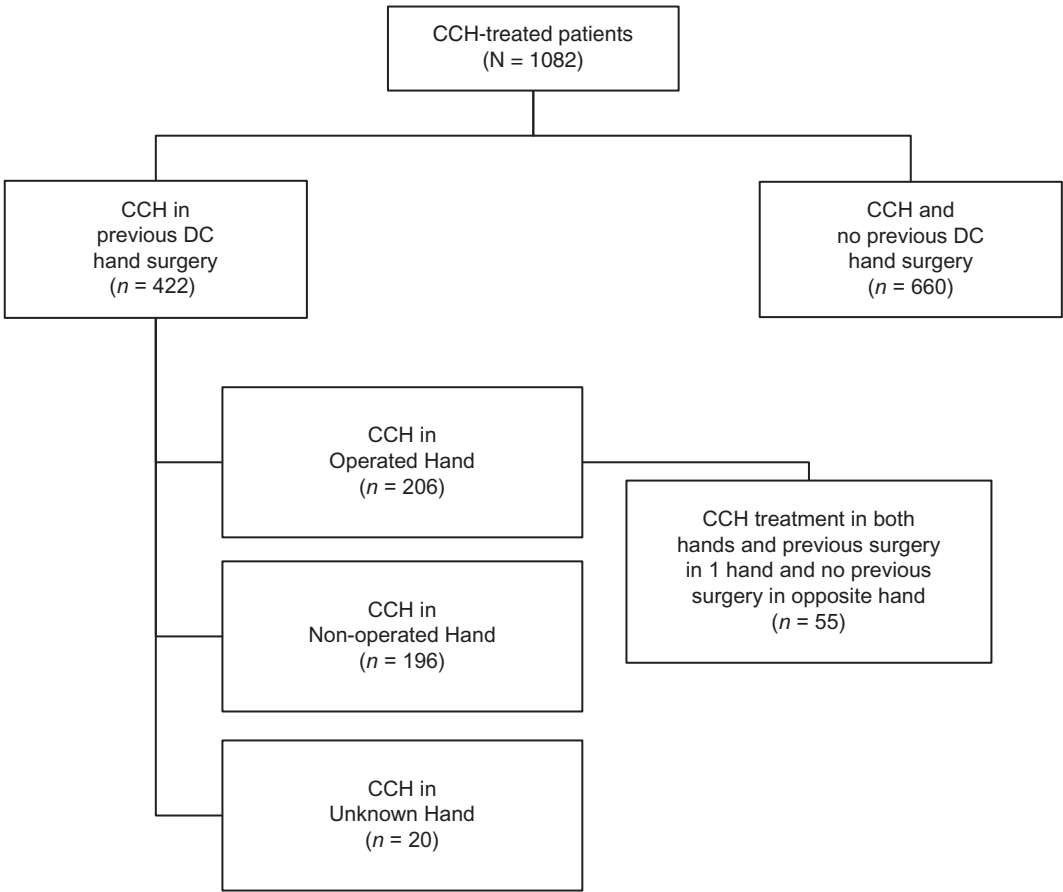 CCH-treated patients
(N = 1082)
CCH in
previous DC
hand surgery
(n = 422)
CCH and
no previous DC
hand surgery
(n = 660)
CCH in
Operated Hand
(n = 206)
CCH treatment in both
hands and previous surgery
in 1 hand and no previous
surgery in opposite hand
(n = 55)
CCH in
Non-operated Hand
(n = 196)
CCH in
Unknown Hand
(n = 20)